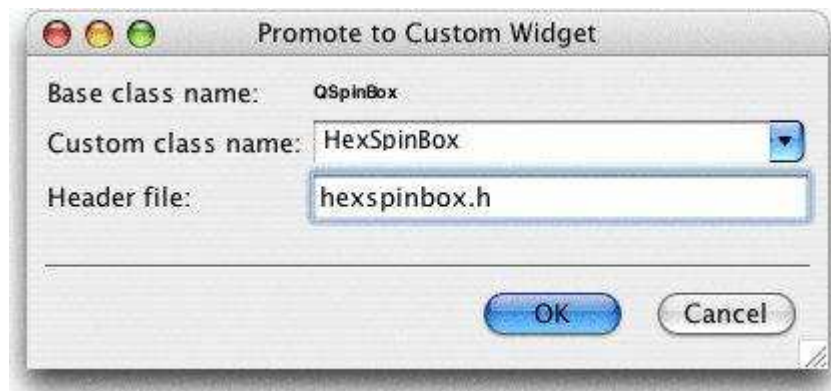 Promote to Custom Widget
Base class name: QSpinBox
Custom class name: HexSpinBox
Header file: hexspinbox.h
OK Cancel